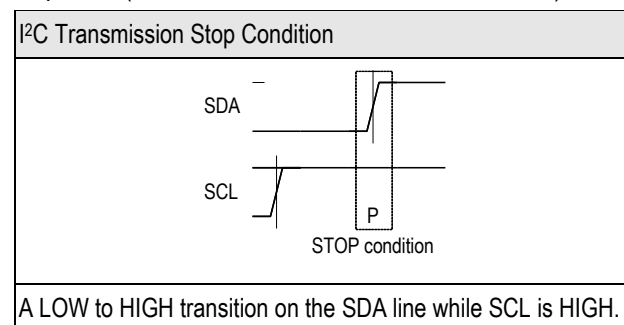 I²C Transmission Stop Condition
SDA
SCL
P
STOP condition
A LOW to HIGH transition on the SDA line while SCL is HIGH.